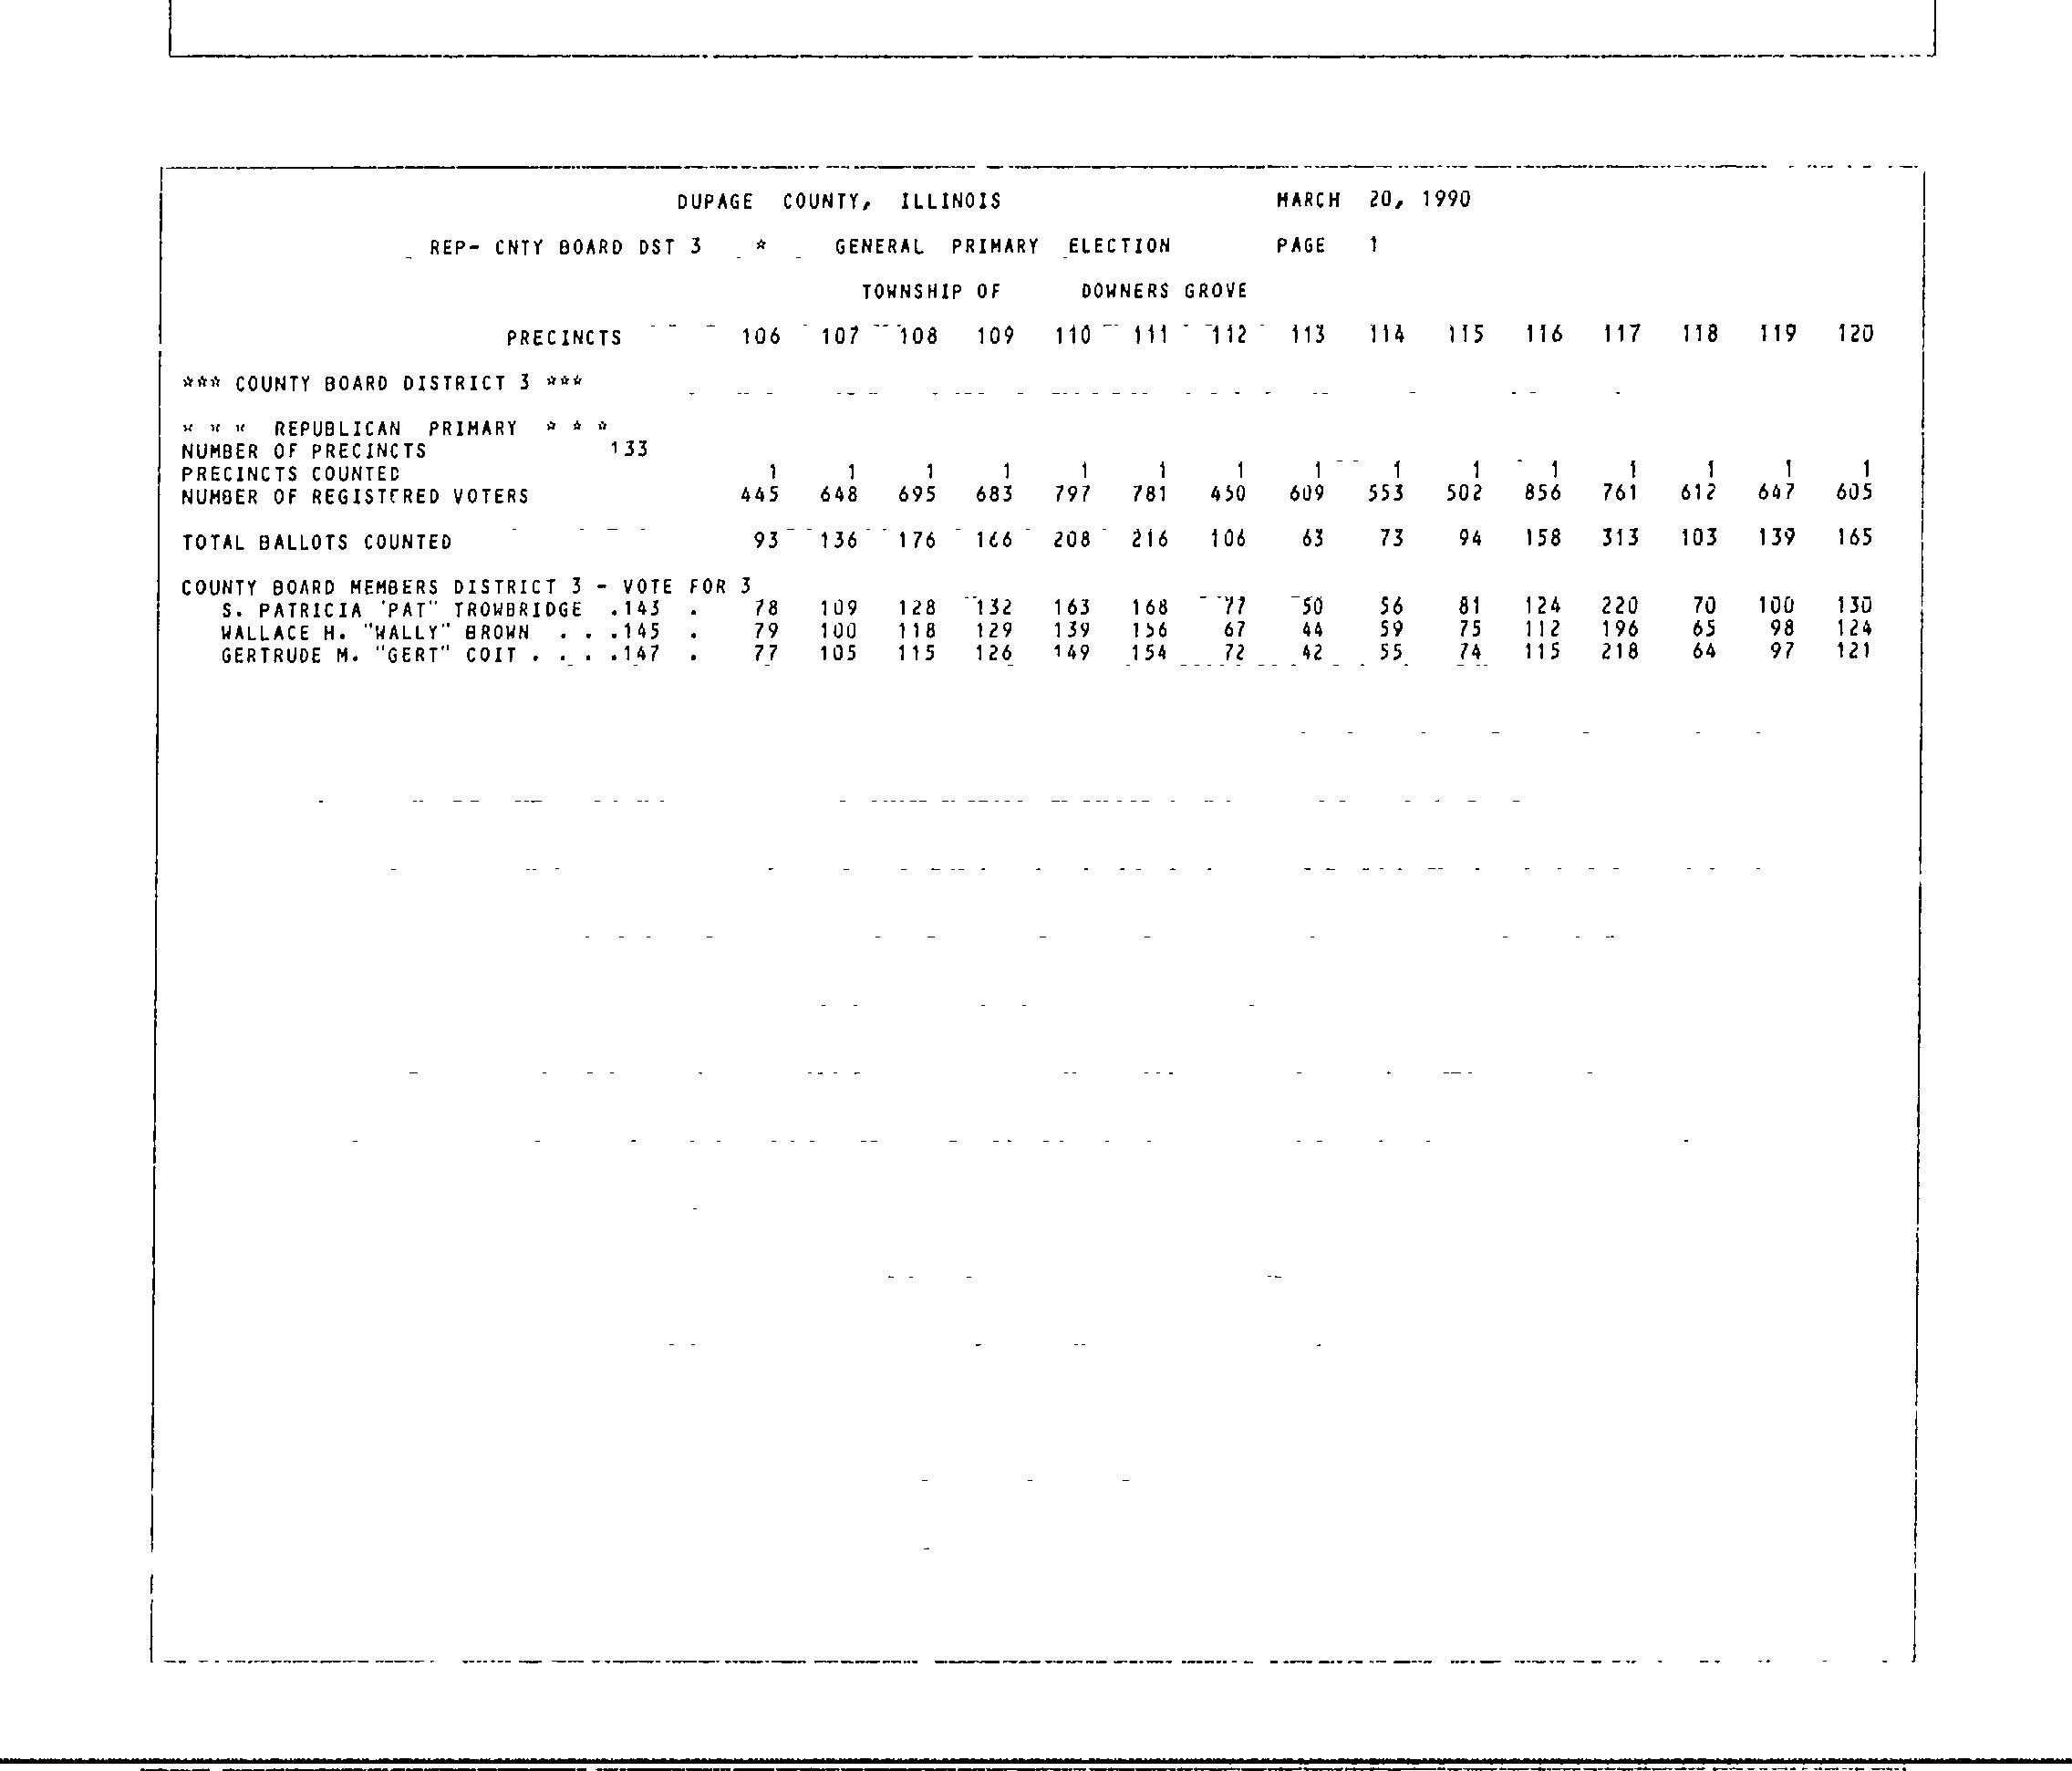 DUPAGE COUNTY, ILLINOIS MARCH 20, 1990
REP- CNTY BOARD DST 3 * GENERAL PRIMARY ELECTION PAGE 1
TOWNSHIP OF DOWNERS GROVE
PRECINCTS 106 107 108 109 110 111 112 113 114 115 116 117 118 119 120
*** COUNTY BOARD DISTRICT 3 ***
* * * REPUBLICAN PRIMARY * * *
NUMBER OF PRECINCTS 133
PRECINCTS COUNTED 1 1 1 1 1 1 1 1 1 1 1 1 1 1 1
NUMBER OF REGISTERED VOTERS 445 648 695 683 797 781 450 609 553 502 856 761 612 647 605
TOTAL BALLOTS COUNTED 93 136 176 166 208 216 106 63 73 94 158 313 103 139 165
COUNTY BOARD MEMBERS DISTRICT 3 - VOTE FOR 3
S. PATRICIA "PAT" TROWBRIDGE .143 . 78 109 128 132 163 168 77 50 56 81 124 220 70 100 130
WALLACE H. "WALLY" BROWN . . .145 . 79 100 118 129 139 156 67 44 59 75 112 196 65 98 124
GERTRUDE M. "GERT" COIT . . . .147 . 77 105 115 126 149 154 72 42 55 74 115 218 64 97 121